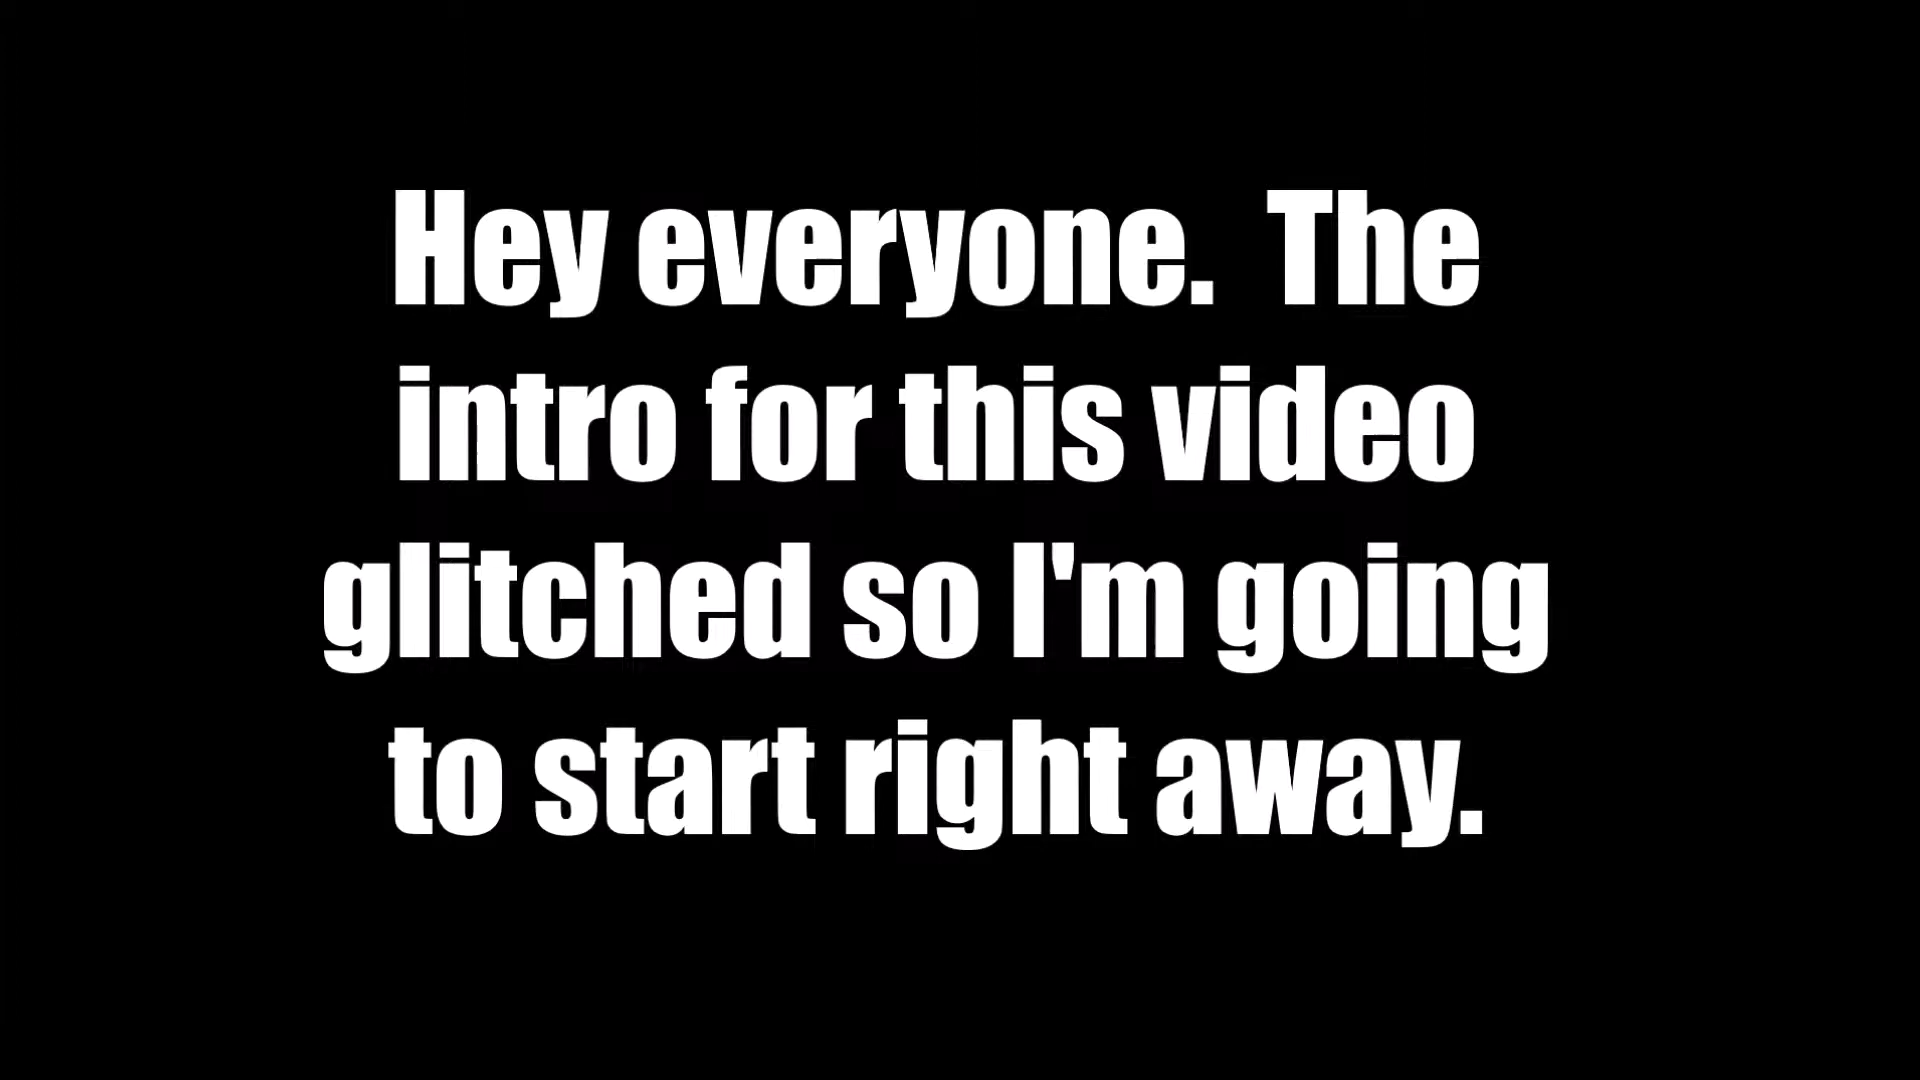 Hey everyone.  The
intro for this video
glitched so I'm going
to start right away.